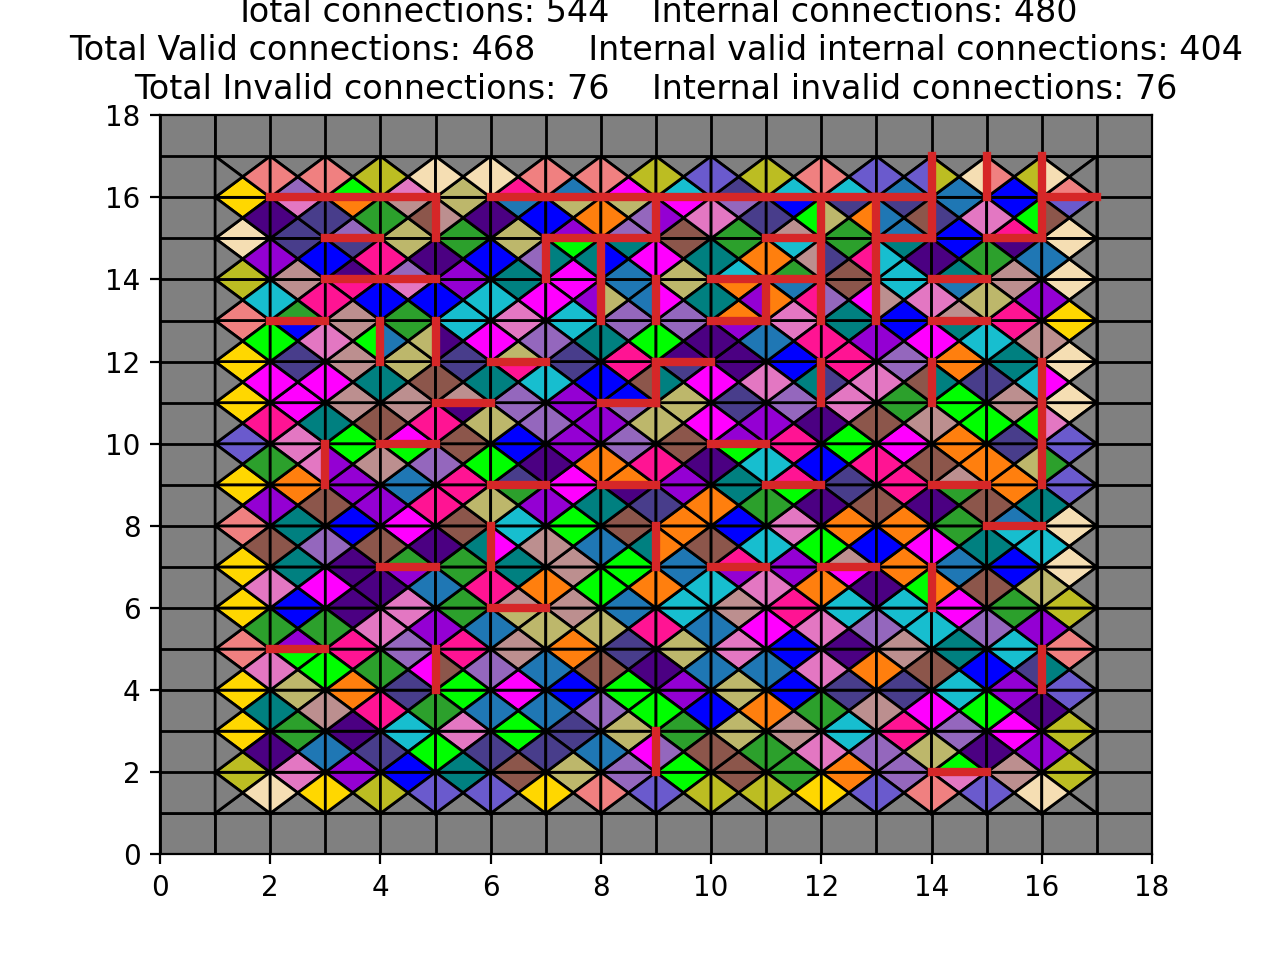 Total connections: 544 Internal connections: 480
Total Valid connections: 468 Internal valid internal connections: 404
Total Invalid connections: 76 Internal invalid connections: 76
18
16
14
12
10
8
6
4
2
0
0 2 4 6 8 10 12 14 16 18